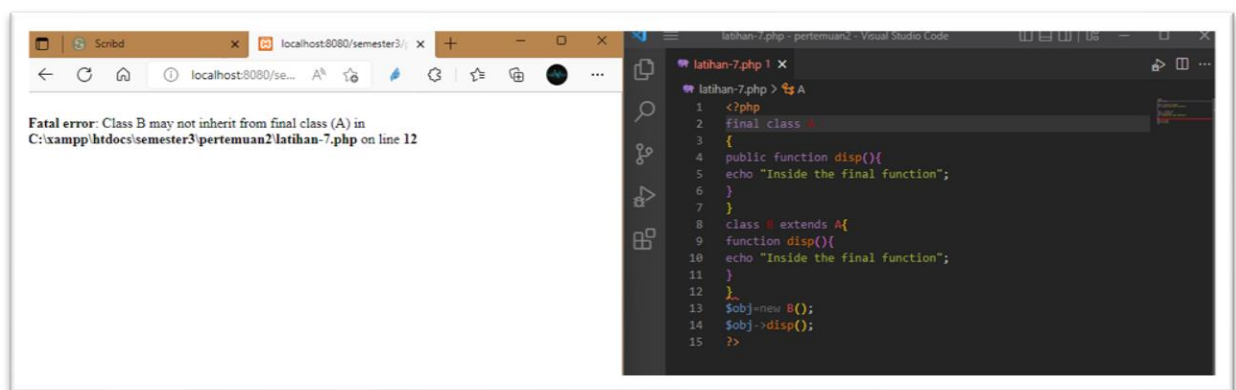 Scribd
localhost:8080/semester3/
localhost:8080/se...
Fatal error: Class B may not inherit from final class (A) in
C:\xampp\htdocs\semester3\pertemuan2\latihan-7.php on line 12
latihan-7.php - pertemuan2 - Visual Studio Code
latihan-7.php 1
latihan-7.php > A
1 <?php
2 final class A
3 {
4 public function disp(){
5 echo "Inside the final function";
6 }
7 }
8 class B extends A{
9 function disp(){
10 echo "Inside the final function";
11 }
12 }
13 $obj=new B();
14 $obj->disp();
15 ?>